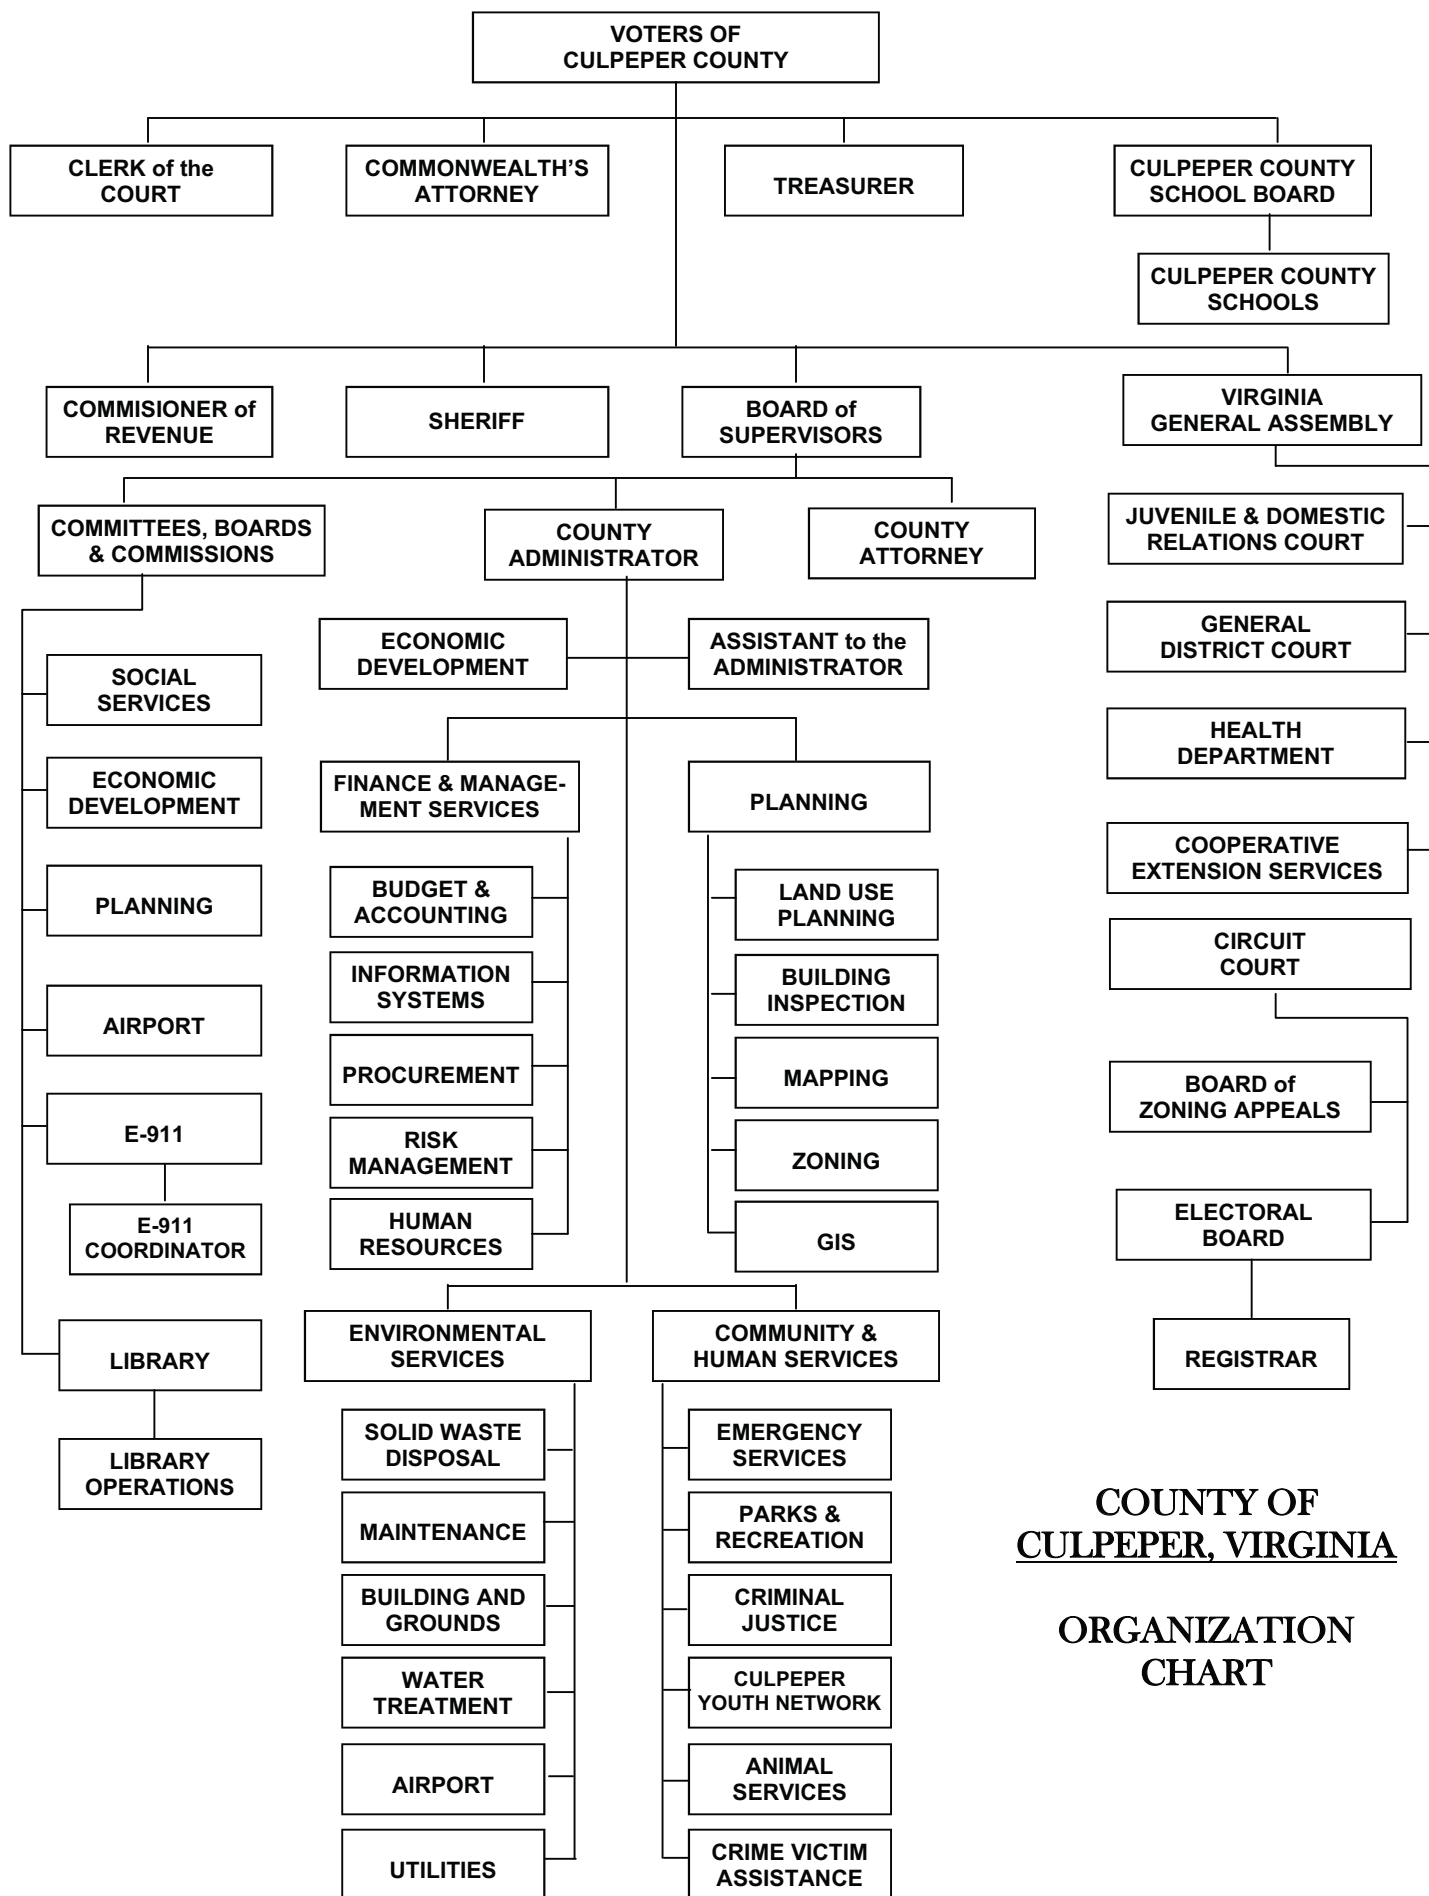 VOTERS OF
CULPEPER COUNTY
CLERK of the
COURT
COMMONWEALTH'S
ATTORNEY
TREASURER
CULPEPER COUNTY
SCHOOL BOARD
CULPEPER COUNTY
SCHOOLS
COMMISIONER of
REVENUE
SHERIFF
BOARD of
SUPERVISORS
VIRGINIA
GENERAL ASSEMBLY
COMMITTEES, BOARDS
& COMMISSIONS
COUNTY
ADMINISTRATOR
COUNTY
ATTORNEY
JUVENILE & DOMESTIC
RELATIONS COURT
GENERAL
DISTRICT COURT
HEALTH
DEPARTMENT
COOPERATIVE
EXTENSION SERVICES
CIRCUIT
COURT
BOARD of
ZONING APPEALS
ELECTORAL
BOARD
REGISTRAR
SOCIAL
SERVICES
ECONOMIC
DEVELOPMENT
PLANNING
AIRPORT
E-911
E-911
COORDINATOR
LIBRARY
LIBRARY
OPERATIONS
ECONOMIC
DEVELOPMENT
ASSISTANT to the
ADMINISTRATOR
FINANCE & MANAGE-
MENT SERVICES
BUDGET &
ACCOUNTING
INFORMATION
SYSTEMS
PROCUREMENT
RISK
MANAGEMENT
HUMAN
RESOURCES
PLANNING
LAND USE
PLANNING
BUILDING
INSPECTION
MAPPING
ZONING
GIS
ENVIRONMENTAL
SERVICES
SOLID WASTE
DISPOSAL
MAINTENANCE
BUILDING AND
GROUNDS
WATER
TREATMENT
AIRPORT
UTILITIES
COMMUNITY &
HUMAN SERVICES
EMERGENCY
SERVICES
PARKS &
RECREATION
CRIMINAL
JUSTICE
CULPEPER
YOUTH NETWORK
ANIMAL
SERVICES
CRIME VICTIM
ASSISTANCE
COUNTY OF
CULPEPER, VIRGINIA
ORGANIZATION
CHART